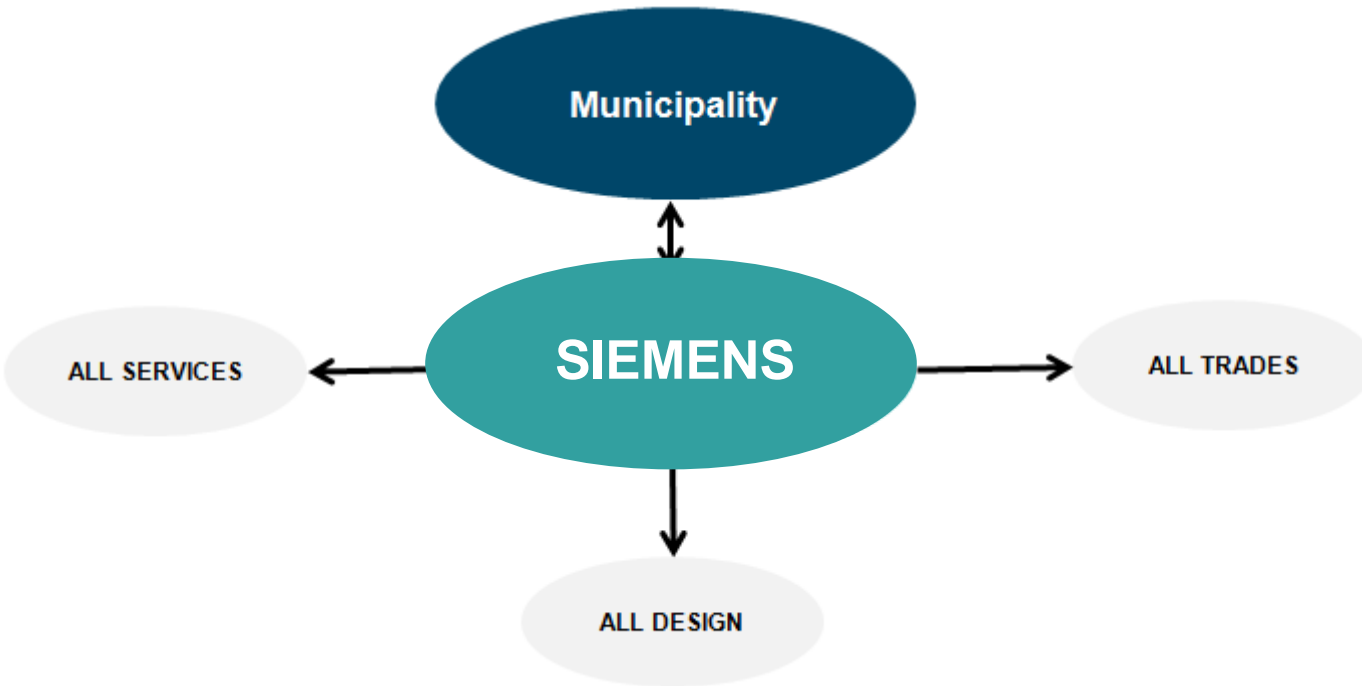 Municipality
SIEMENS
ALL SERVICES
ALL TRADES
ALL DESIGN